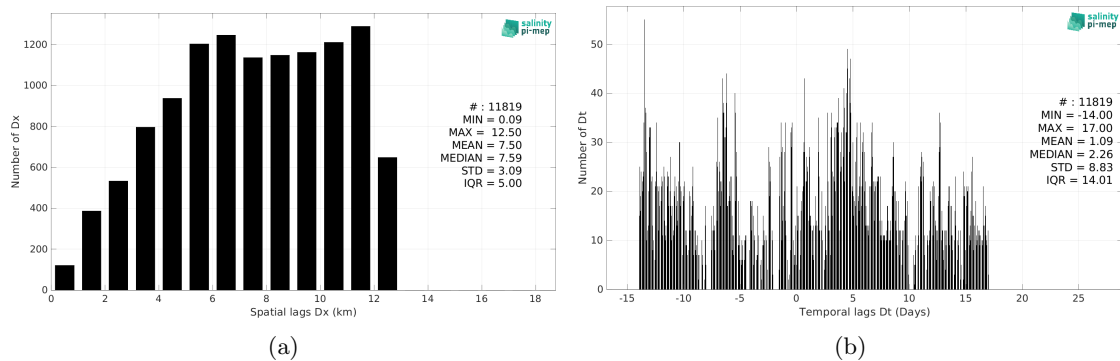 salinity
pi-mep
1200
1000
800
600
400
200
0
Number of Dx
# : 11819
MIN = 0.09
MAX = 12.50
MEAN = 7.50
MEDIAN = 7.59
STD = 3.09
IQR = 5.00
0 2 4 6 8 10 12 14 16 18
Spatial lags Dx (km)
(a)
salinity
pi-mep
50
40
30
20
10
0
Number of Dt
# : 11819
MIN = -14.00
MAX = 17.00
MEAN = 1.09
MEDIAN = 2.26
STD = 8.83
IQR = 14.01
-15 -10 -5 0 5 10 15 20 25
Temporal lags Dt (Days)
(b)